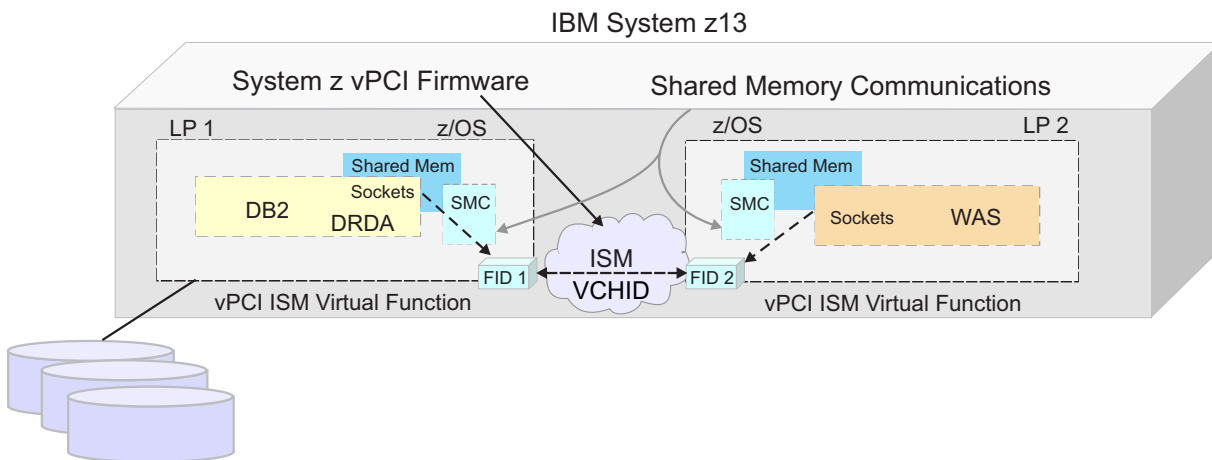 IBM System z13
System z vPCI Firmware
Shared Memory Communications
LP 1
z/OS
z/OS
LP 2
Shared Mem
Sockets
SMC
DB2
DRDA
Shared Mem
SMC
Sockets
WAS
FID 1
ISM
VCHID
FID 2
vPCI ISM Virtual Function
vPCI ISM Virtual Function